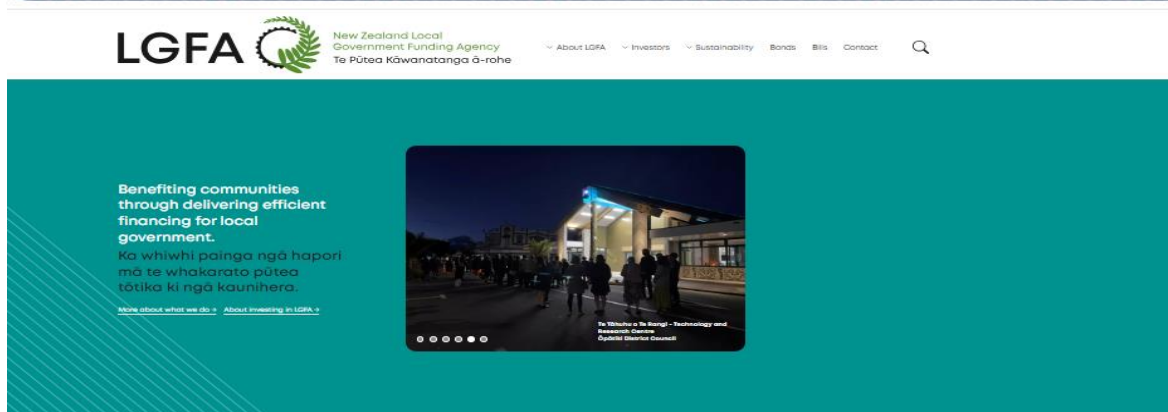 LGFA
New Zealand Local
Government Funding Agency
Te Pūtea Kāwanatanga ā-rohe
About LGFA
Investors
Sustainability
Bonds
Bills
Contact
Benefiting communities
through delivering efficient
financing for local
government.
Ka whiwhi painga ngā hapori
mā te whakarato pūtea
tōtika ki ngā kaunihera.
More about what we do → About investing in LGFA →
Te Tāhuhu o Te Rangi - Technology and
Research Centre
Ōpōtiki District Council